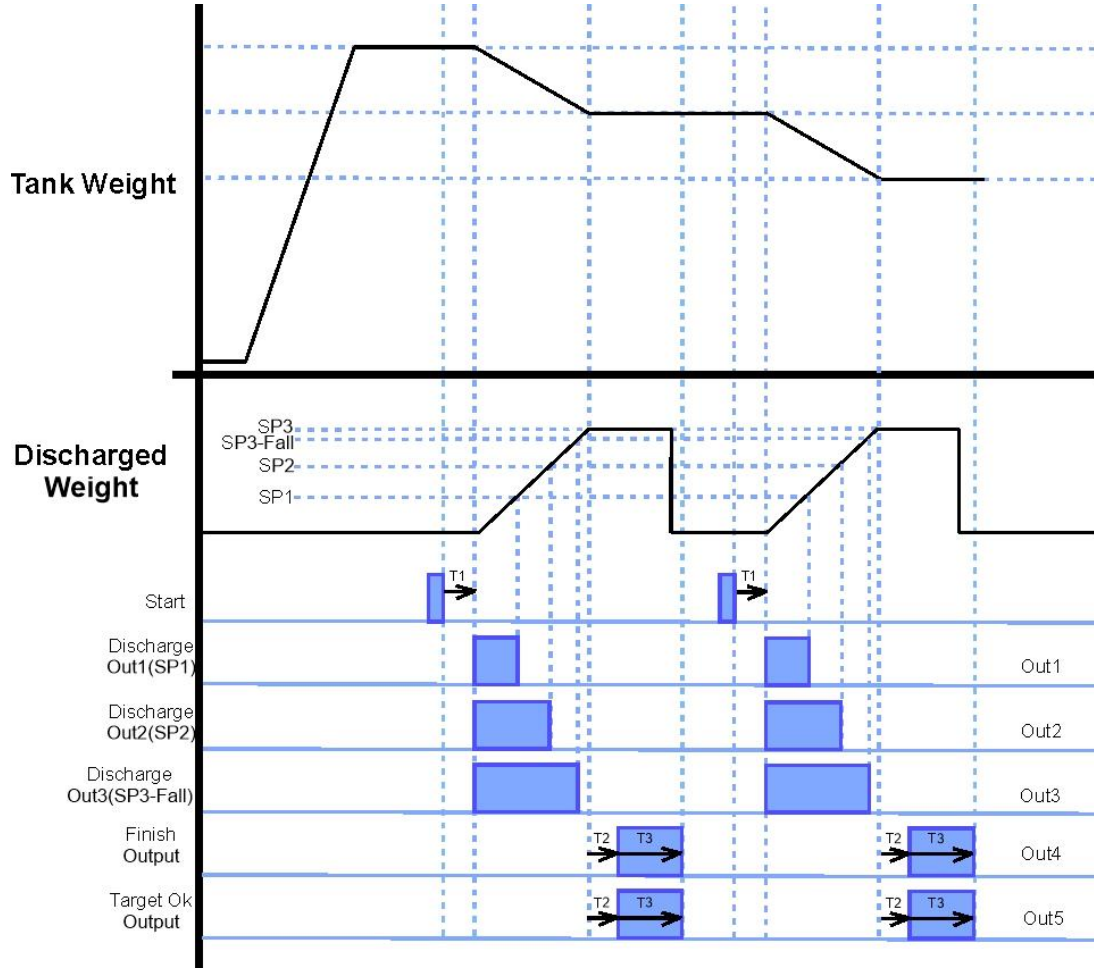 Tank Weight
SP3
SP3-Fall
Discharged
Weight
SP2
SP1
T1
T1
Start
Discharge
Out1(SP1)
Out1
Discharge
Out2(SP2)
Out2
Discharge
Out3(SP3-Fall)
Out3
Finish
Output
T2
T3
T2
T3
Out4
Target Ok
Output
T2
T3
T2
T3
Out5